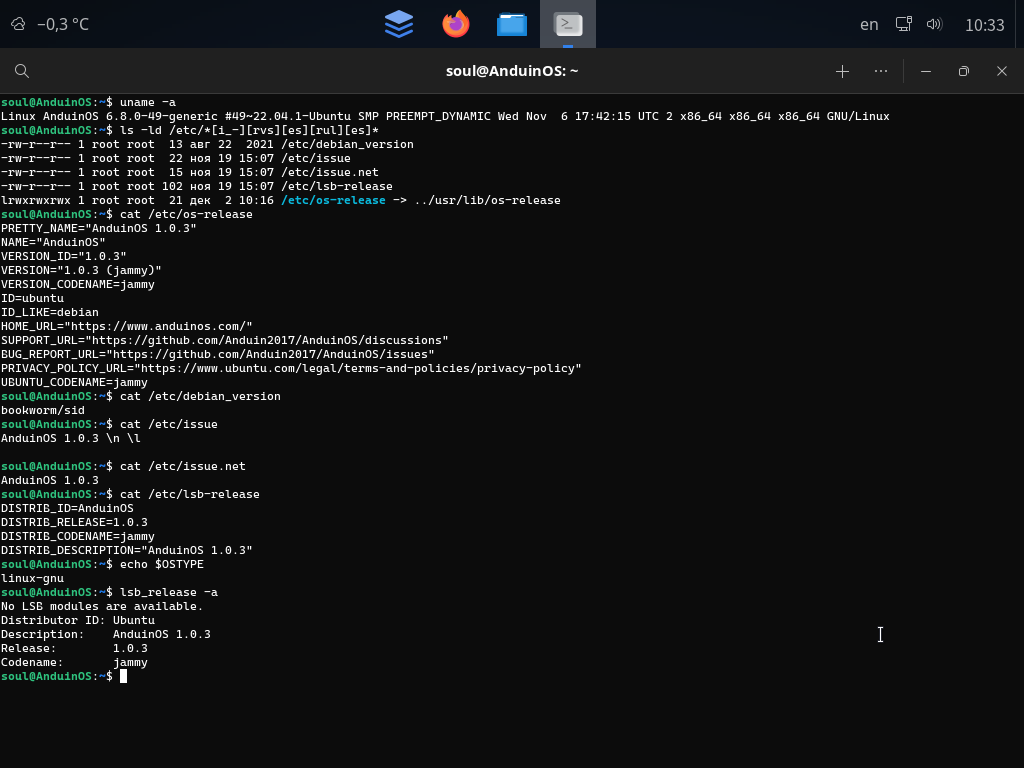 −0,3 °C
en
10:33
soul@AnduinOS: ~
soul@AnduinOS:~$ uname -a
Linux AnduinOS 6.8.0-49-generic #49~22.04.1-Ubuntu SMP PREEMPT_DYNAMIC Wed Nov  6 17:42:15 UTC 2 x86_64 x86_64 x86_64 GNU/Linux
soul@AnduinOS:~$ ls -ld /etc/*[i_-][rvs][es][rul][es]*
-rw-r--r-- 1 root root  13 авг 22  2021 /etc/debian_version
-rw-r--r-- 1 root root  22 ноя 19 15:07 /etc/issue
-rw-r--r-- 1 root root  15 ноя 19 15:07 /etc/issue.net
-rw-r--r-- 1 root root 102 ноя 19 15:07 /etc/lsb-release
lrwxrwxrwx 1 root root  21 дек  2 10:16 /etc/os-release -> ../usr/lib/os-release
soul@AnduinOS:~$ cat /etc/os-release
PRETTY_NAME="AnduinOS 1.0.3"
NAME="AnduinOS"
VERSION_ID="1.0.3"
VERSION="1.0.3 (jammy)"
VERSION_CODENAME=jammy
ID=ubuntu
ID_LIKE=debian
HOME_URL="https://www.anduinos.com/"
SUPPORT_URL="https://github.com/Anduin2017/AnduinOS/discussions"
BUG_REPORT_URL="https://github.com/Anduin2017/AnduinOS/issues"
PRIVACY_POLICY_URL="https://www.ubuntu.com/legal/terms-and-policies/privacy-policy"
UBUNTU_CODENAME=jammy
soul@AnduinOS:~$ cat /etc/debian_version
bookworm/sid
soul@AnduinOS:~$ cat /etc/issue
AnduinOS 1.0.3 \n \l

soul@AnduinOS:~$ cat /etc/issue.net
AnduinOS 1.0.3
soul@AnduinOS:~$ cat /etc/lsb-release
DISTRIB_ID=AnduinOS
DISTRIB_RELEASE=1.0.3
DISTRIB_CODENAME=jammy
DISTRIB_DESCRIPTION="AnduinOS 1.0.3"
soul@AnduinOS:~$ echo $OSTYPE
linux-gnu
soul@AnduinOS:~$ lsb_release -a
No LSB modules are available.
Distributor ID: Ubuntu
Description:    AnduinOS 1.0.3
Release:        1.0.3
Codename:       jammy
soul@AnduinOS:~$